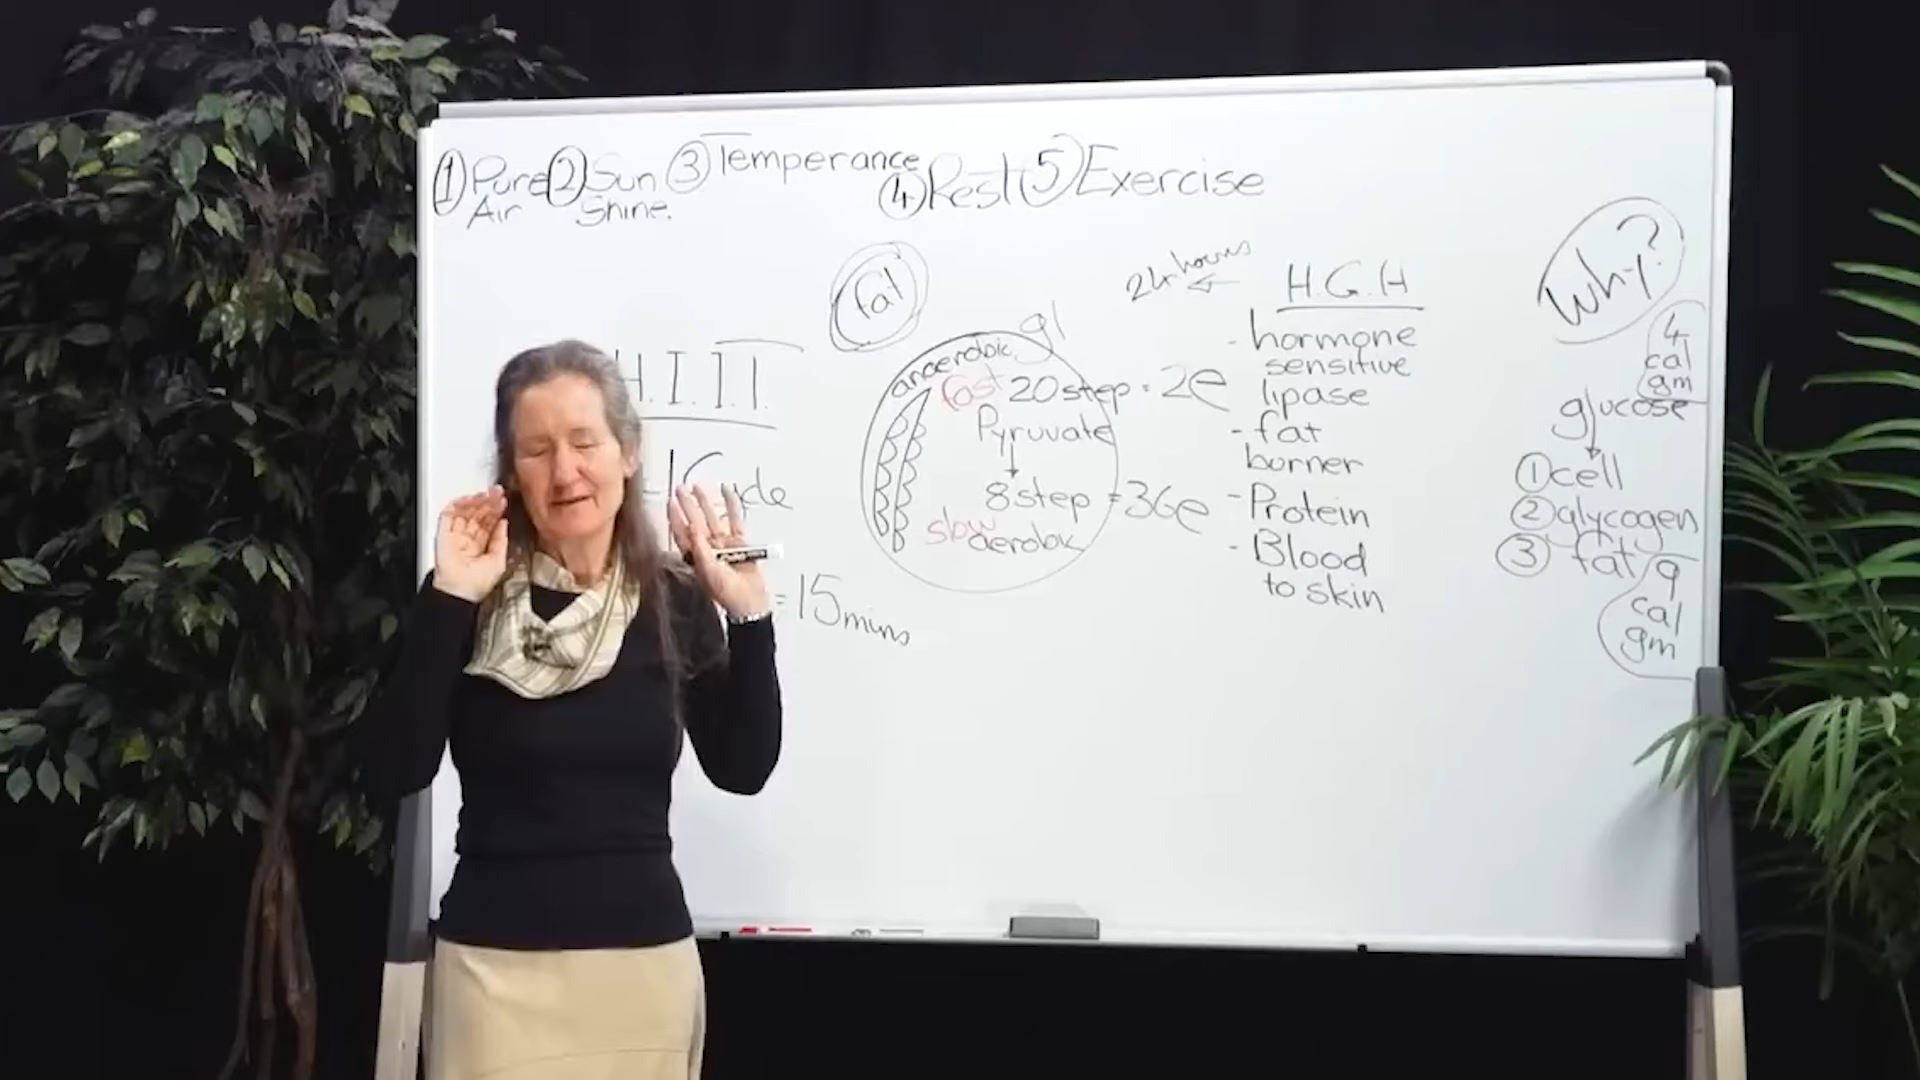 ① Pure ② Sun ③ Temperance
Air Shine. ④ Rest ⑤ Exercise
H.I.I.T.
15 mins
anaerobic gl
fast 20 step = 2e
Pyruvate
8 step = 36e
slow aerobic
24 hours
H.G.H
- hormone
sensitive
lipase
- fat
burner
- Protein
- Blood
to skin
Why?
4
cal
gm
glucose
① cell
② glycogen
③ fat 9
cal
gm